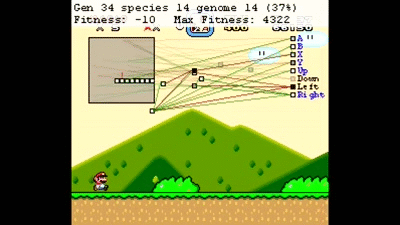 Gen 34 species 14 genome 14 (37%)
Fitness: -10 Max Fitness: 4322
A
B
X
Y
Up
Down
Left
Right